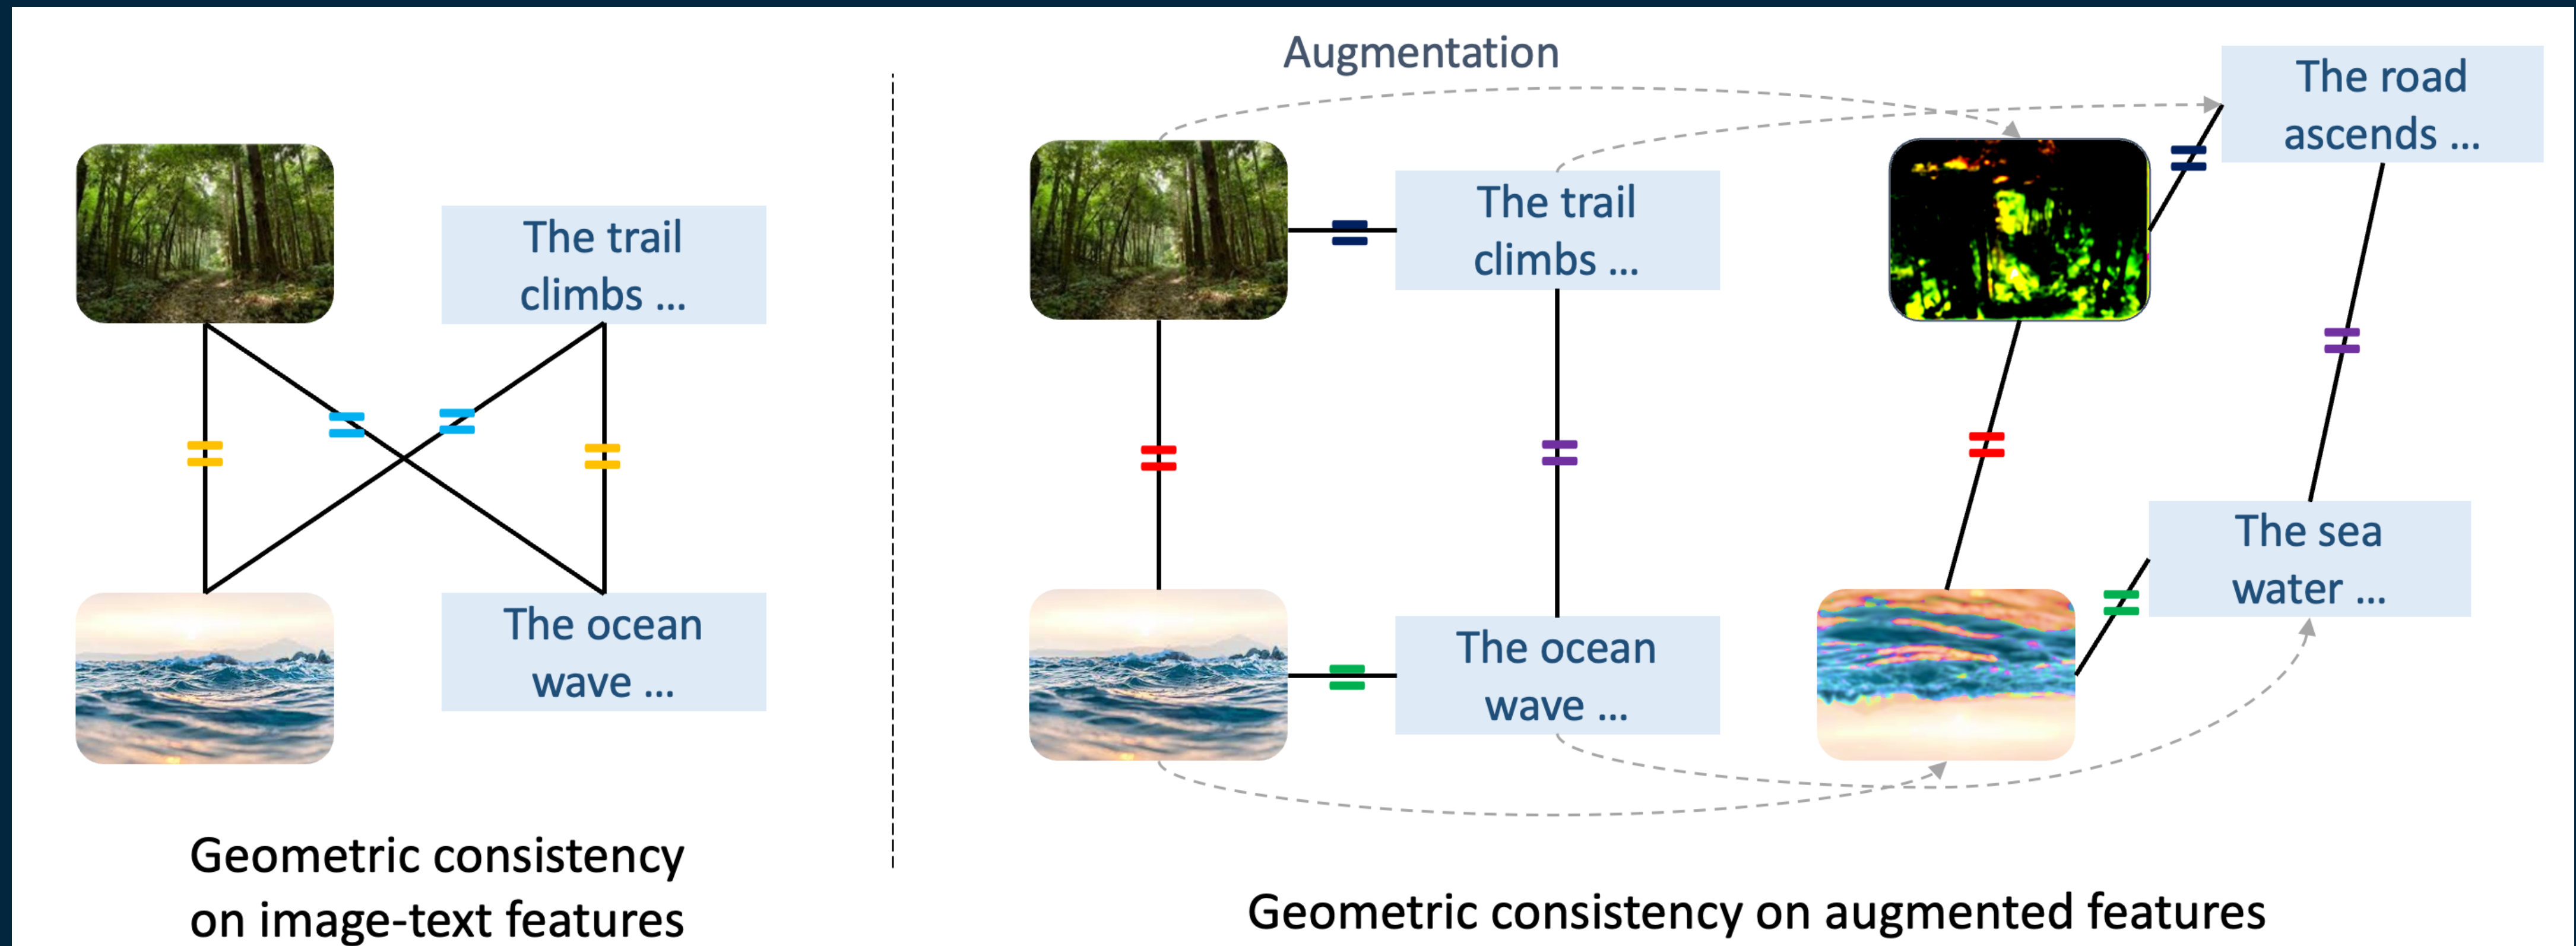 The trail
climbs ...
The ocean
wave ...
Geometric consistency
on image-text features
Augmentation
The trail
climbs ...
The ocean
wave ...
The road
ascends ...
The sea
water ...
Geometric consistency on augmented features